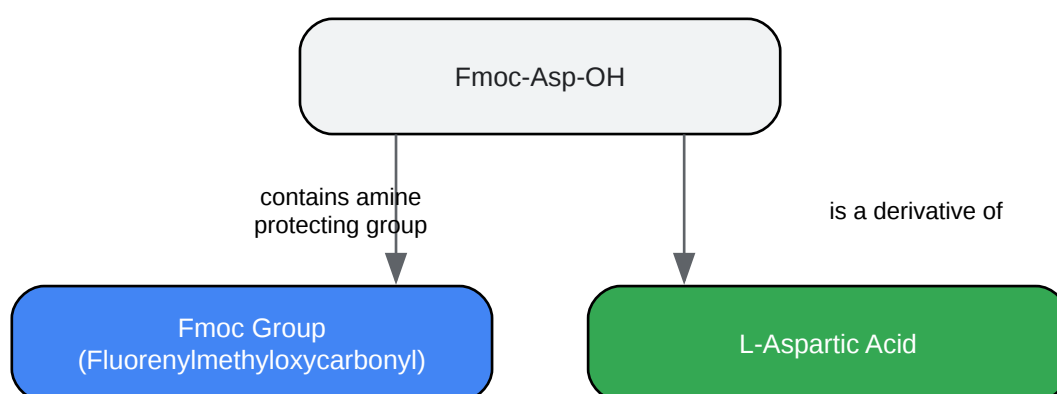 Fmoc-Asp-OH
contains amine
protecting group
is a derivative of
Fmoc Group
(Fluorenylmethyloxycarbonyl)
L-Aspartic Acid